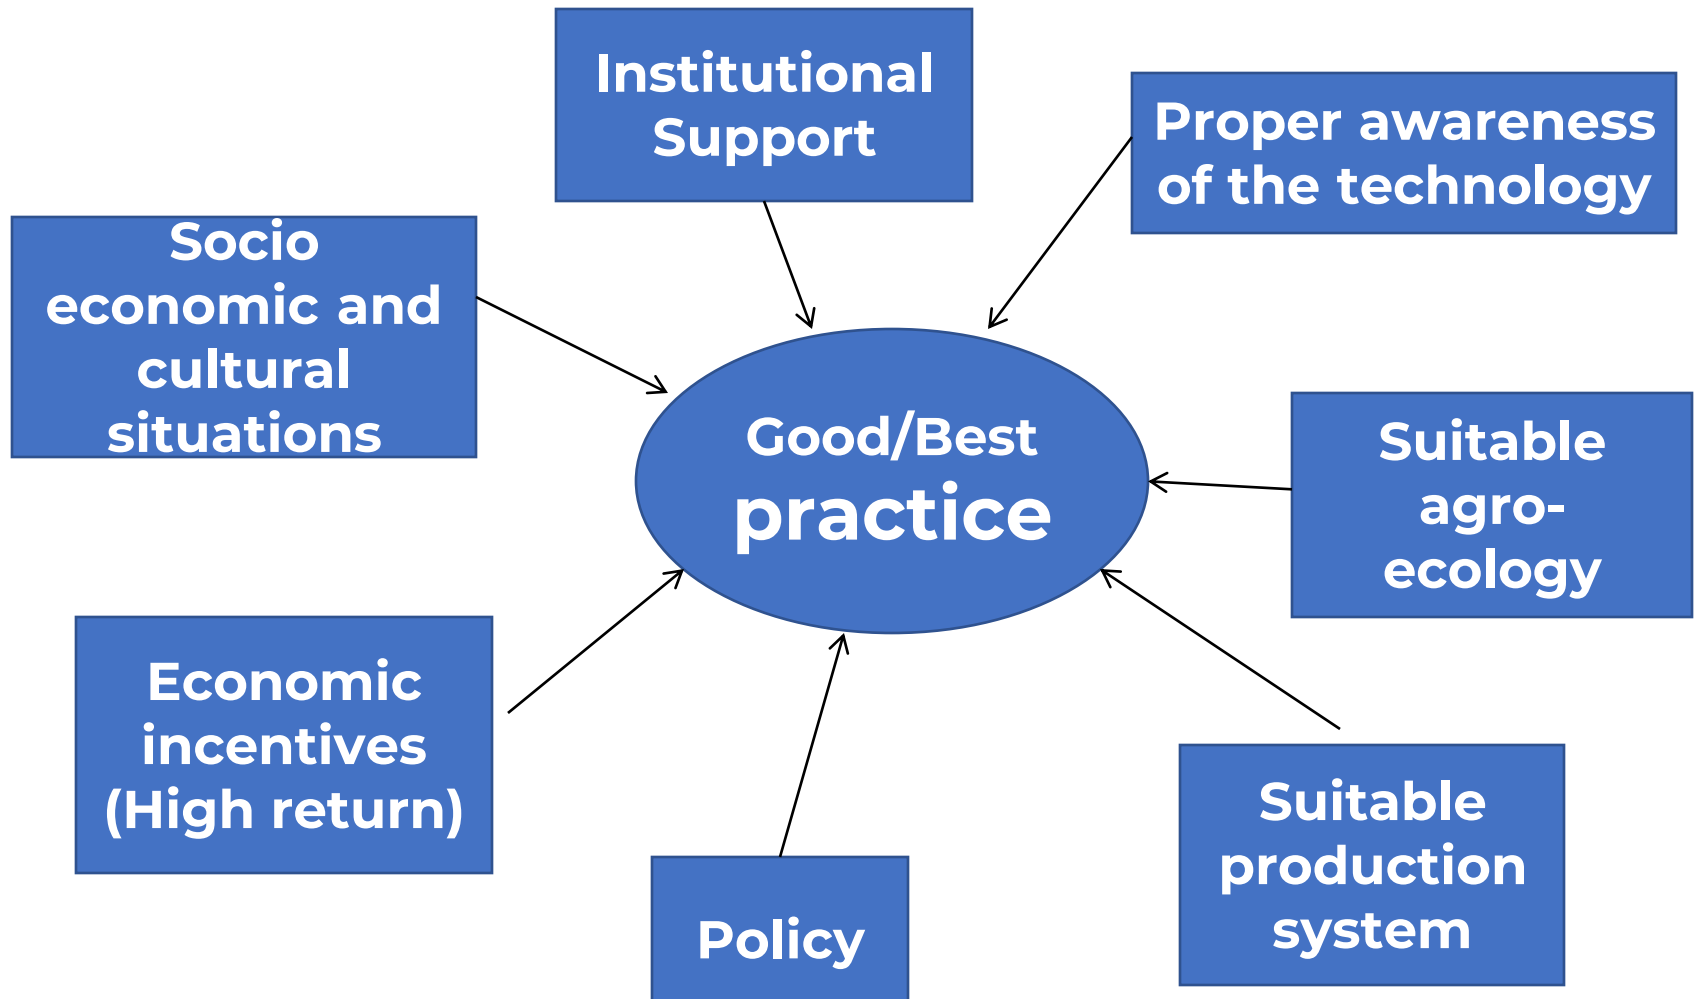 Institutional
Support
Proper awareness
of the technology
Socio
economic and
cultural
situations
Good/Best
practice
Suitable
agro-
ecology
Economic
incentives
(High return)
Suitable
production
system
Policy